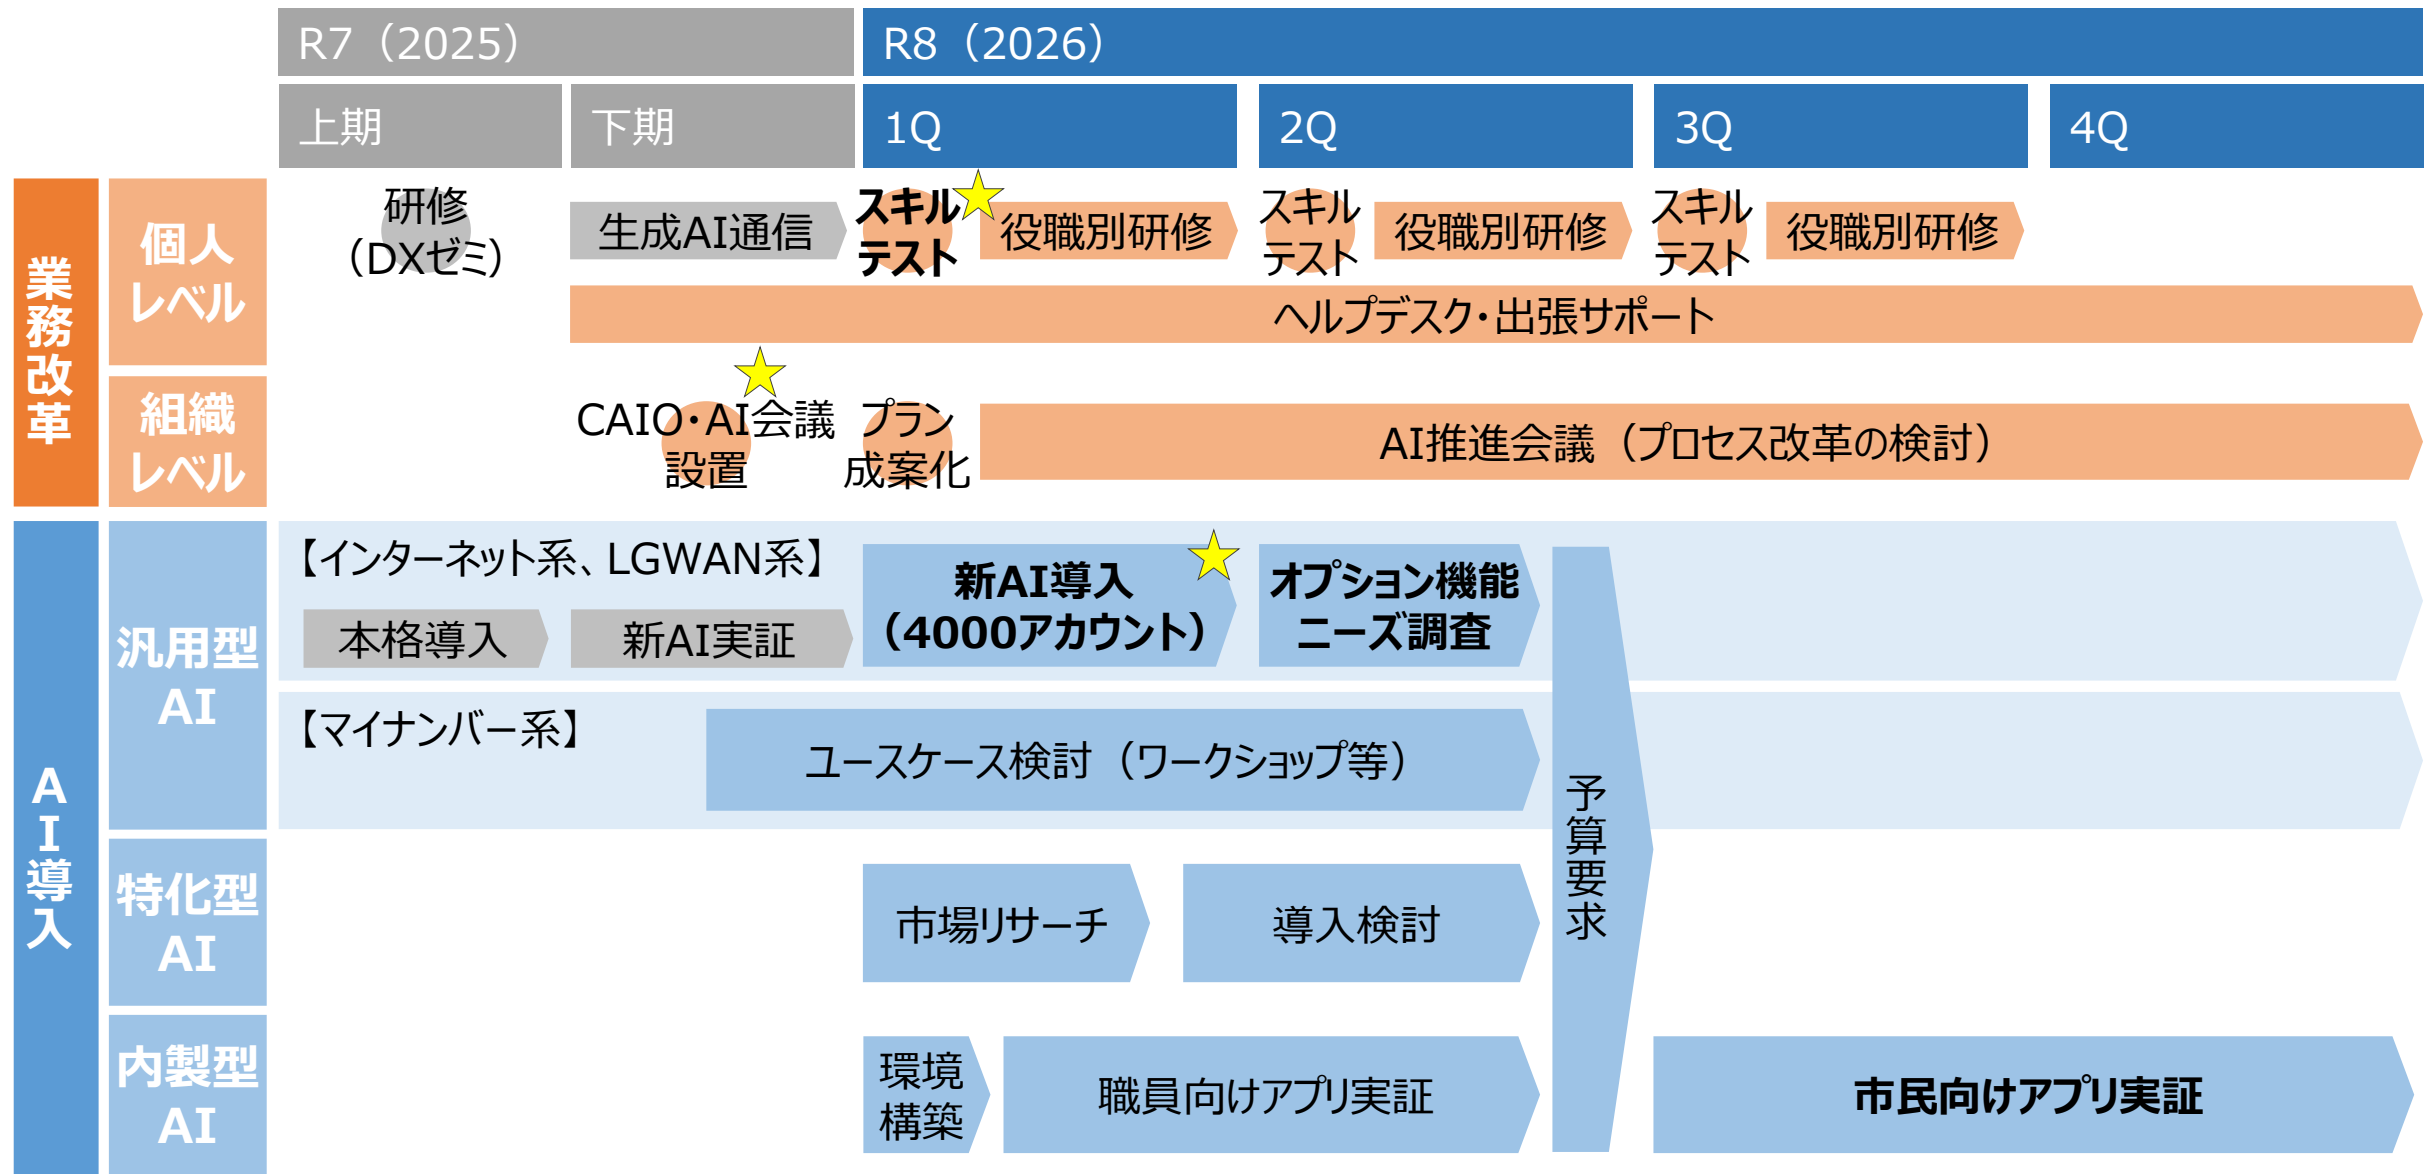 R7（2025）
R8（2026）
上期
下期
1Q
2Q
3Q
4Q
業務改革
個人
レベル
研修
（DXゼミ）
生成AI通信
スキル
テスト
役職別研修
スキル
テスト
役職別研修
スキル
テスト
役職別研修
ヘルプデスク・出張サポート
組織
レベル
CAIO・AI会議
設置
プラン
成案化
AI推進会議（プロセス改革の検討）
AI導入
汎用型
AI
【インターネット系、LGWAN系】
本格導入
新AI実証
新AI導入
（4000アカウント）
オプション機能
ニーズ調査
【マイナンバー系】
ユースケース検討（ワークショップ等）
予算要求
特化型
AI
市場リサーチ
導入検討
内製型
AI
環境
構築
職員向けアプリ実証
市民向けアプリ実証